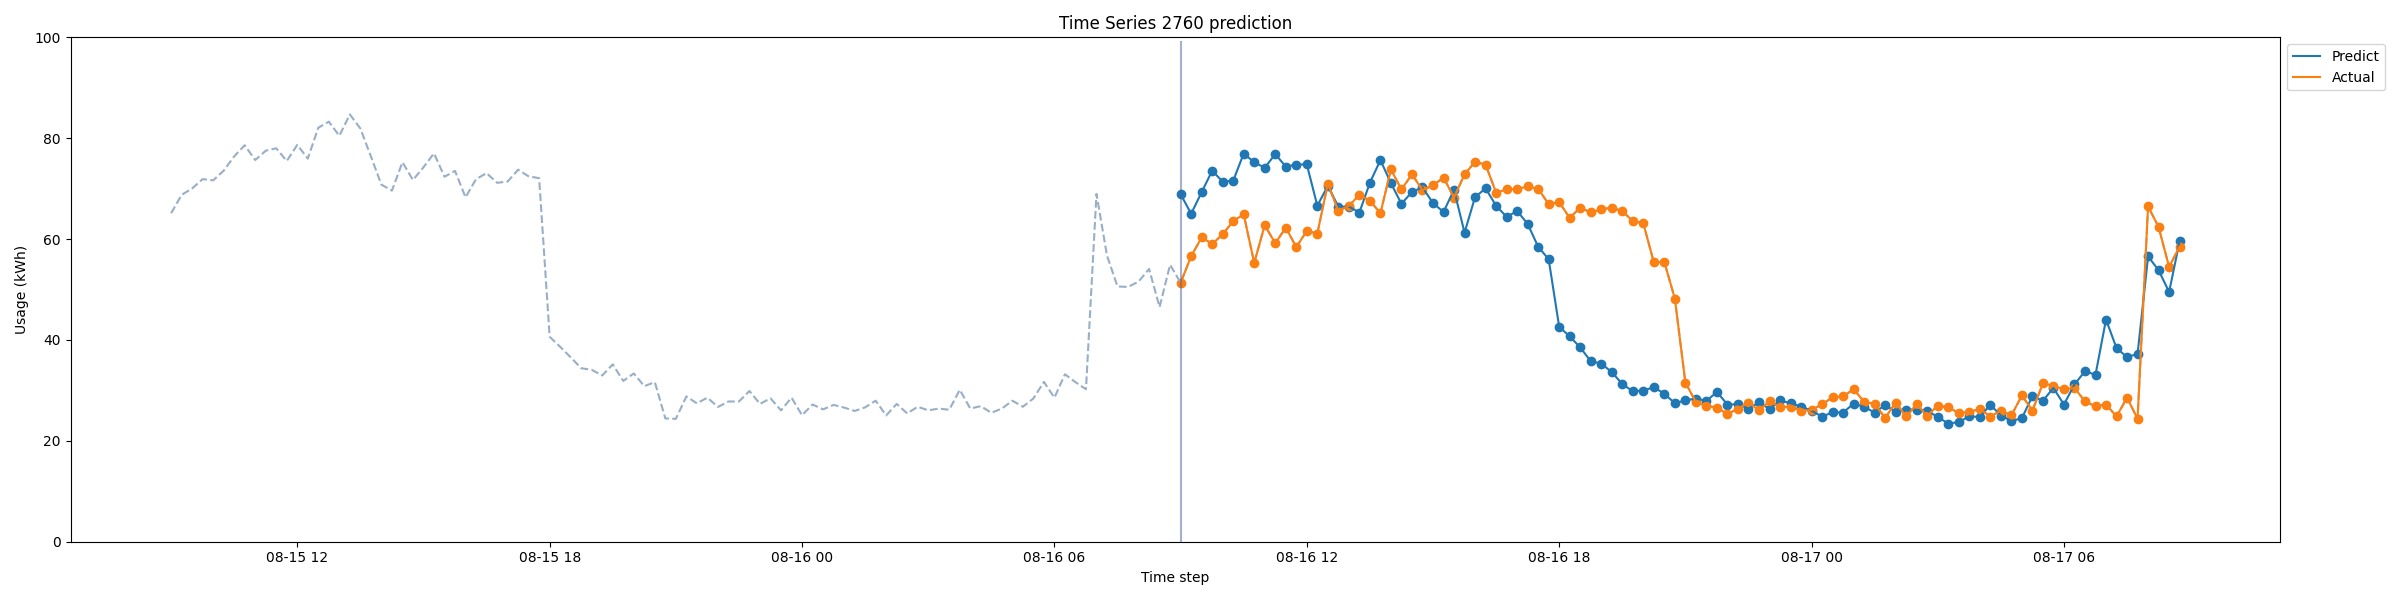 Time Series 2760 prediction
100
80
60
40
20
0
Usage (kWh)
08-15 12
08-15 18
08-16 00
08-16 06
08-16 12
08-16 18
08-17 00
08-17 06
Time step
Predict
Actual